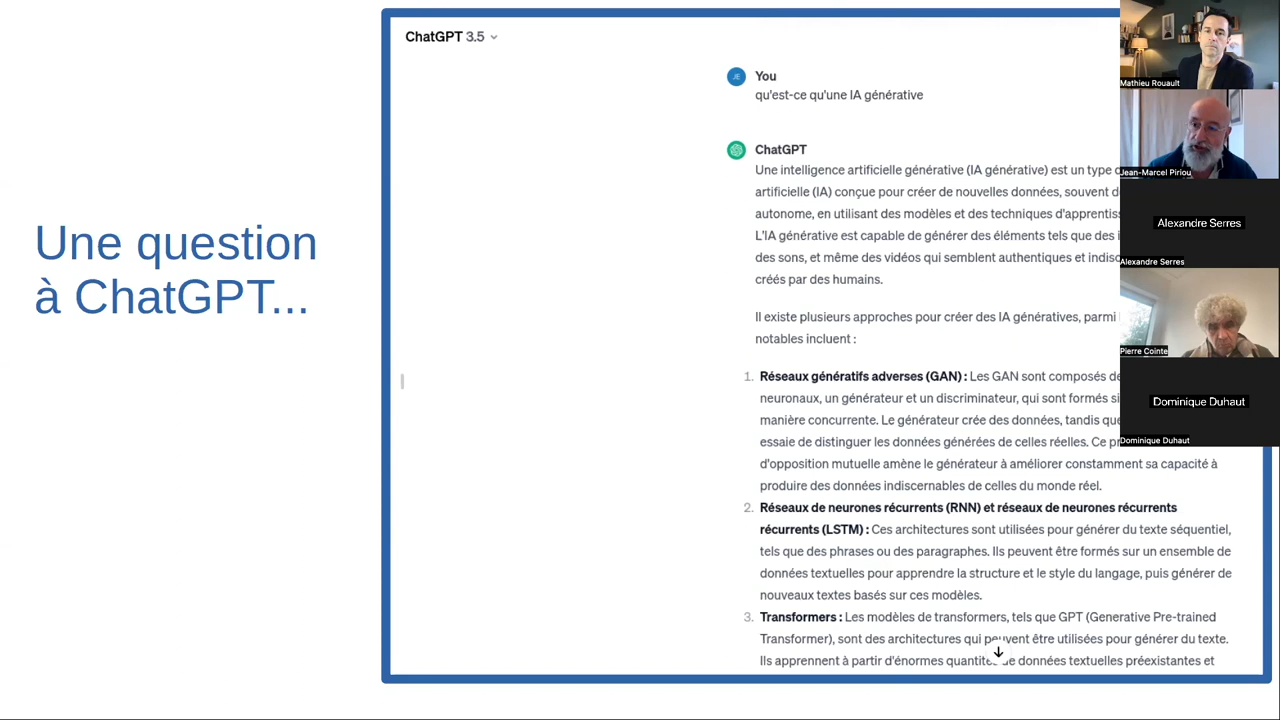 Une question
à ChatGPT...
ChatGPT 3.5
You
qu'est-ce qu'une IA générative
ChatGPT
Une intelligence artificielle générative (IA générative) est un type
artificielle (IA) conçue pour créer de nouvelles données, souvent
autonome, en utilisant des modèles et des techniques
L'IA générative est capable de générer des éléments tels que des
des sons, et même des vidéos qui semblent authentiques et
créés par des humains.
Il existe plusieurs approches pour créer des IA génératives, parmi
notables incluent :
1. Réseaux génératifs adverses (GAN) : Les GAN sont composés de
neuronaux, un générateur et un discriminateur, qui sont formés
manière concurrente. Le générateur crée des données, tandis
essaie de distinguer les données générées de celles réelles. Ce
d'opposition mutuelle amène le générateur à améliorer constamment sa capacité à
produire des données indiscernables de celles du monde réel.
2. Réseaux de neurones récurrents (RNN) et réseaux de neurones récurrents
récurrents (LSTM) : Ces architectures sont utilisées pour générer du texte séquentiel,
tels que des phrases ou des paragraphes. Ils peuvent être formés sur un ensemble de
données textuelles pour apprendre la structure et le style du langage, puis générer de
nouveaux textes basés sur ces modèles.
3. Transformers : Les modèles de transformers, tels que GPT (Generative Pre-trained
Transformer), sont des architectures qui peuvent être utilisées pour générer du texte.
Ils apprennent à partir d'énormes quantités de données textuelles préexistantes et
Mathieu Rouault
Jean-Marcel Piriou
Alexandre Serres
Alexandre Serres
Pierre Cointe
Dominique Duhaut
Dominique Duhaut